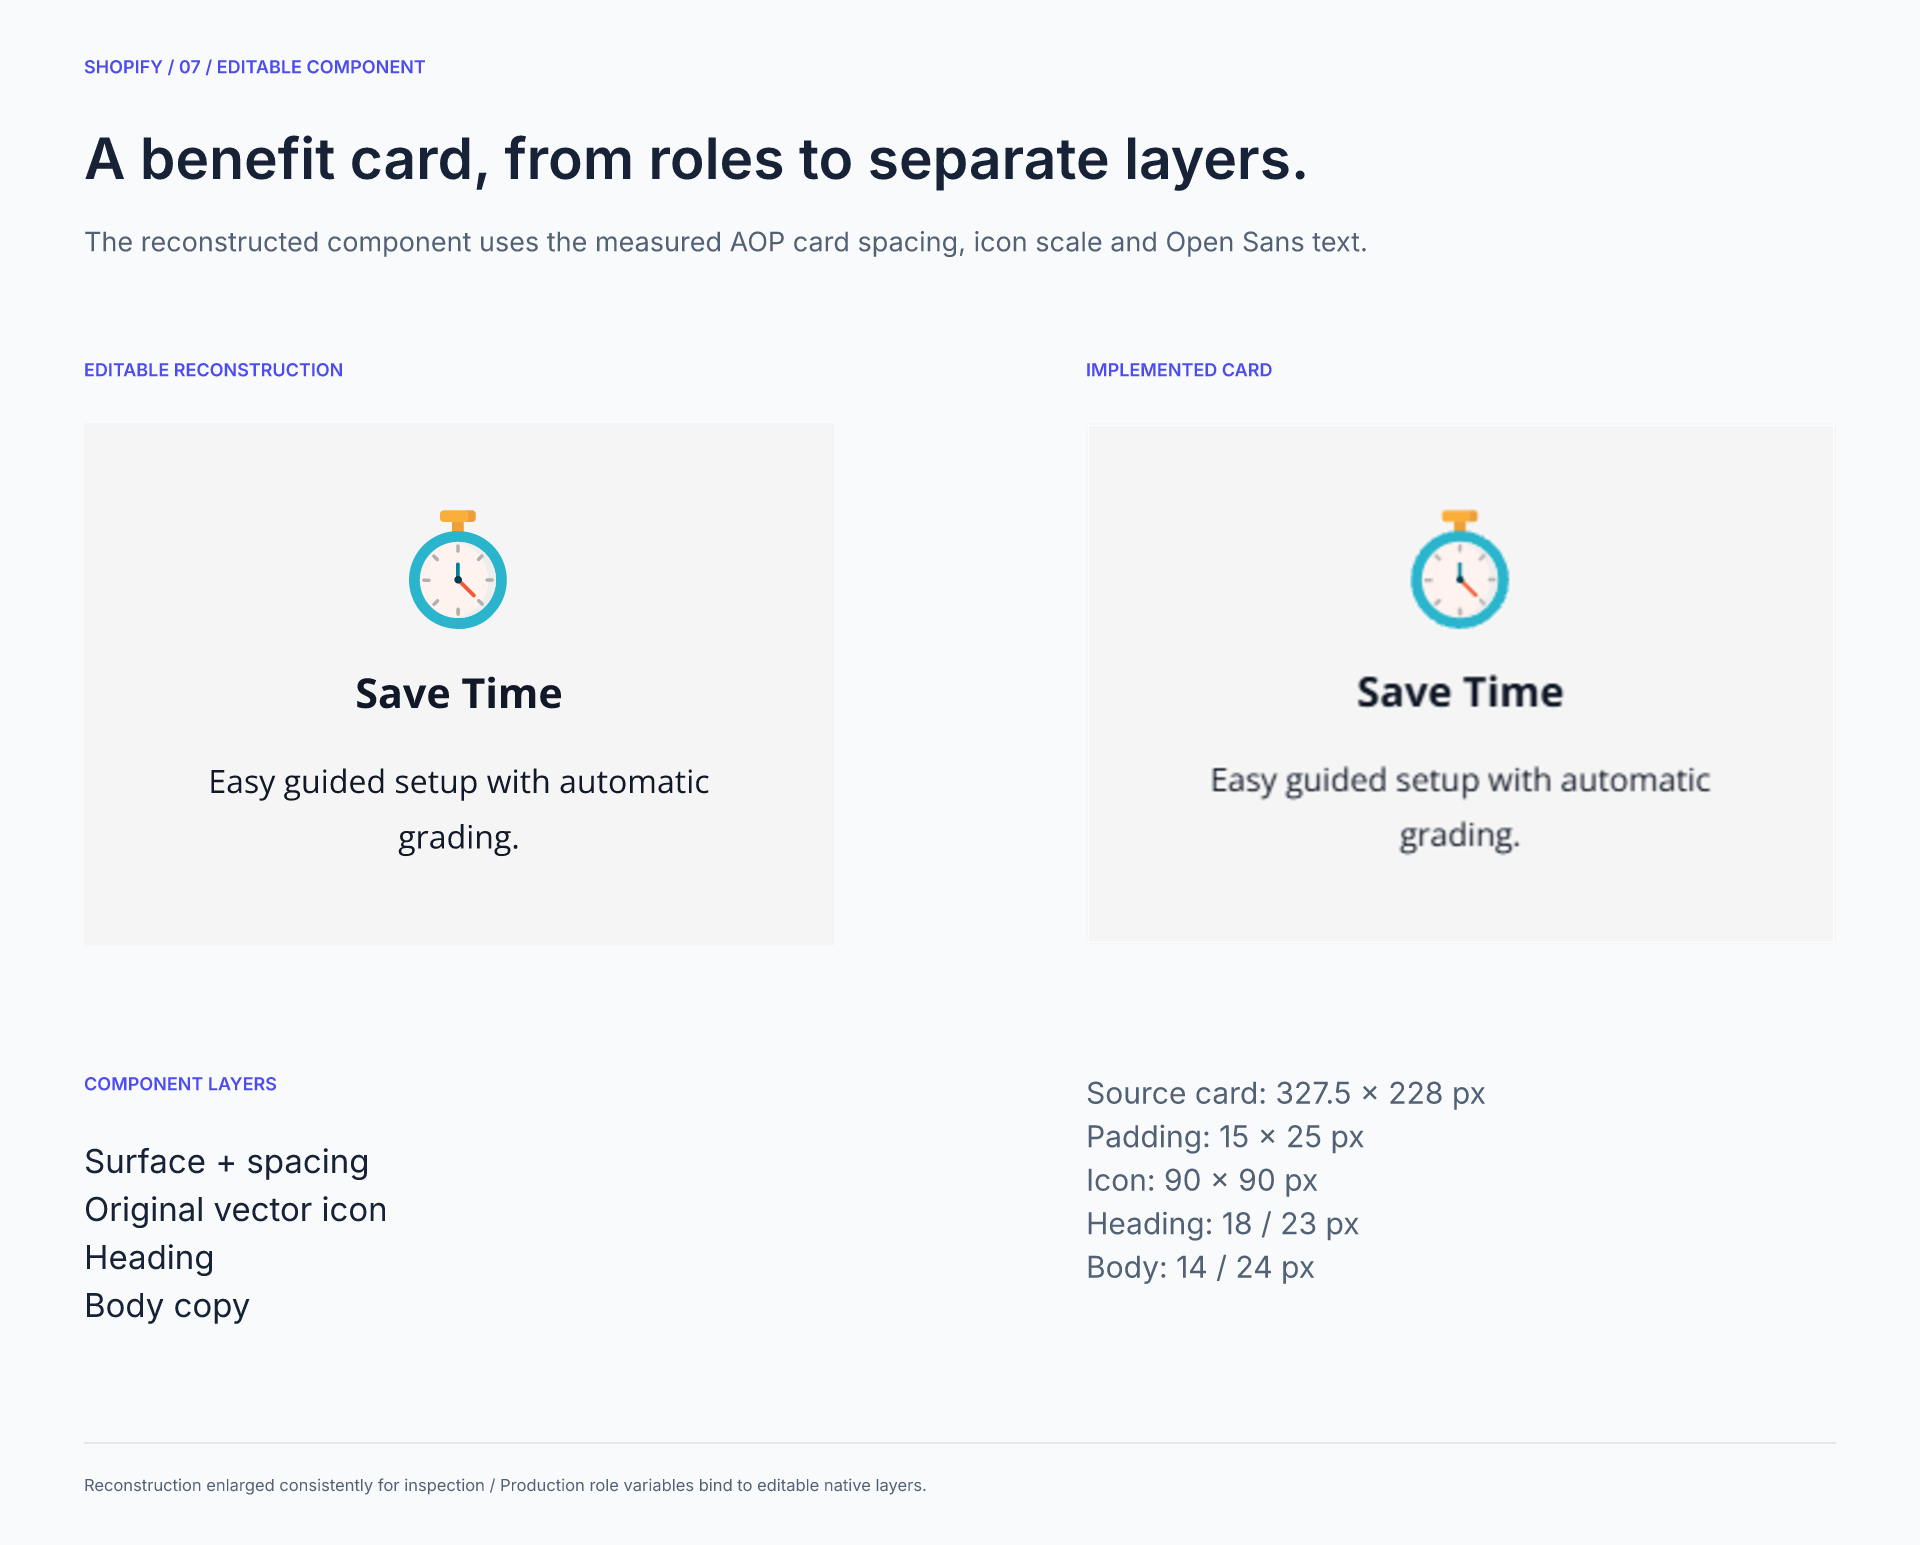 SHOPIFY / 07 / EDITABLE COMPONENT
A benefit card, from roles to separate layers.
The reconstructed component uses the measured AOP card spacing, icon scale and Open Sans text.
EDITABLE RECONSTRUCTION
Save Time
Easy guided setup with automatic
grading.
IMPLEMENTED CARD
Save Time
Easy guided setup with automatic
grading.
COMPONENT LAYERS
Surface + spacing
Original vector icon
Heading
Body copy
Source card: 327.5 × 228 px
Padding: 15 × 25 px
Icon: 90 × 90 px
Heading: 18 / 23 px
Body: 14 / 24 px
Reconstruction enlarged consistently for inspection / Production role variables bind to editable native layers.